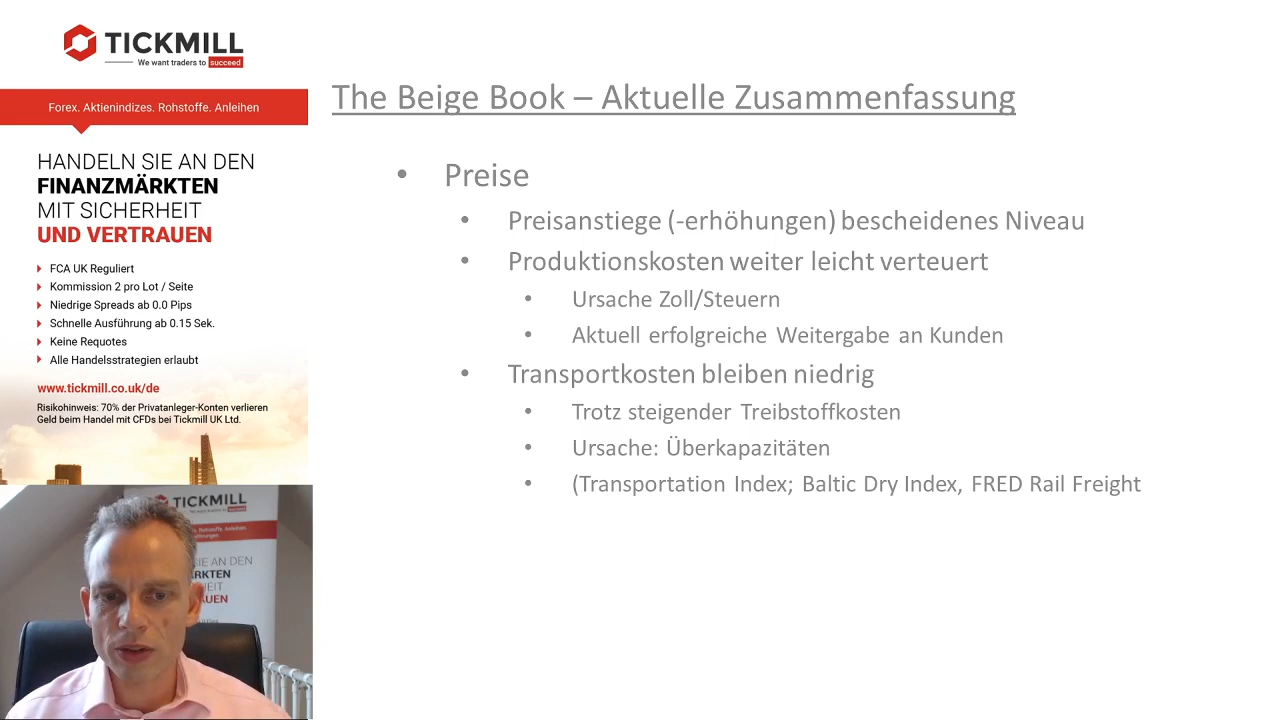 TICKMILL
We want traders to succeed
Forex. Aktienindizes. Rohstoffe. Anleihen
HANDELN SIE AN DEN
FINANZMÄRKTEN
MIT SICHERHEIT
UND VERTRAUEN
FCA UK Reguliert
Kommission 2 pro Lot / Seite
Niedrige Spreads ab 0.0 Pips
Schnelle Ausführung ab 0.15 Sek.
Keine Requotes
Alle Handelsstrategien erlaubt
www.tickmill.co.uk/de
Risikohinweis: 70% der Privatanleger-Konten verlieren
Geld beim Handel mit CFDs bei Tickmill UK Ltd.
The Beige Book – Aktuelle Zusammenfassung
• Preise
• Preisanstiege (-erhöhungen) bescheidenes Niveau
• Produktionskosten weiter leicht verteuert
• Ursache Zoll/Steuern
• Aktuell erfolgreiche Weitergabe an Kunden
• Transportkosten bleiben niedrig
• Trotz steigender Treibstoffkosten
• Ursache: Überkapazitäten
• (Transportation Index; Baltic Dry Index, FRED Rail Freight
TICKMILL
SIE AN DEN